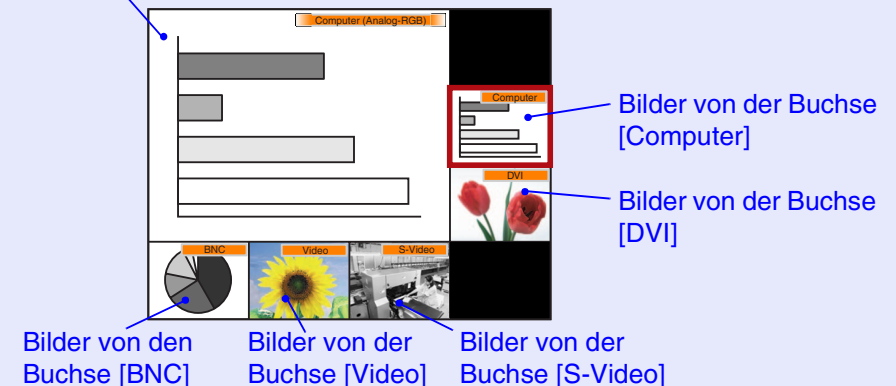 Computer (Analog-RGB)
Computer
Bilder von der Buchse
[Computer]
DVI
Bilder von der Buchse
[DVI]
BNC
Video
S-Video
Bilder von den
Buchse [BNC]
Bilder von der
Buchse [Video]
Bilder von der
Buchse [S-Video]